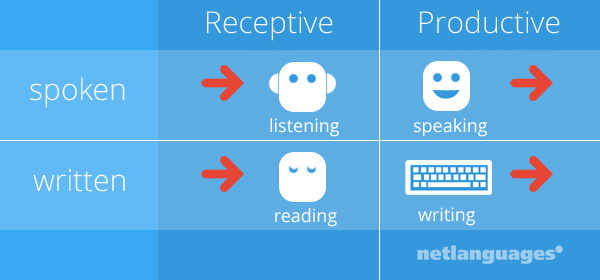 Receptive Productive
spoken
listening speaking
written
reading writing
netlanguages